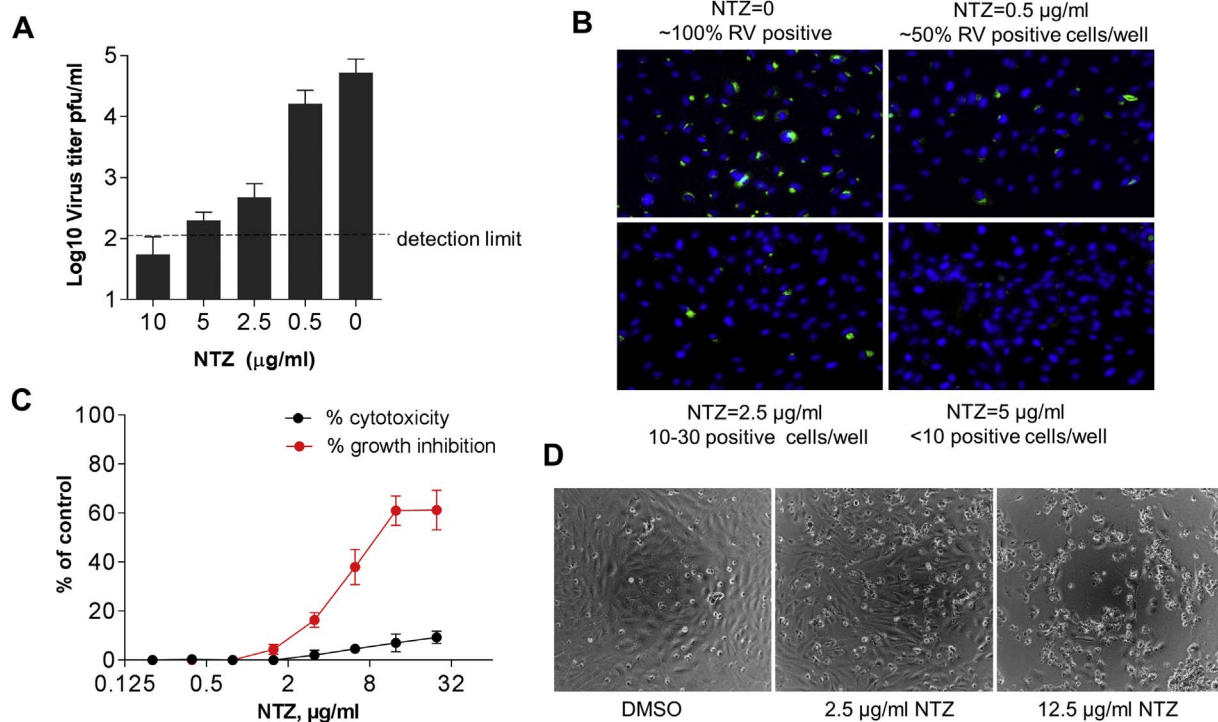 A
Log10 Virus titer pfu/ml
5
4
3
2
1
detection limit
10 5 2.5 0.5 0
NTZ (μg/ml)
B
NTZ=0
~100% RV positive
NTZ=0.5 µg/ml
~50% RV positive cells/well
NTZ=2.5 µg/ml
10-30 positive cells/well
NTZ=5 µg/ml
<10 positive cells/well
C
% of control
100
80
60
40
20
0
% cytotoxicity
% growth inhibition
0.125 0.5 2 8 32
NTZ, µg/ml
D
DMSO
2.5 µg/ml NTZ
12.5 µg/ml NTZ